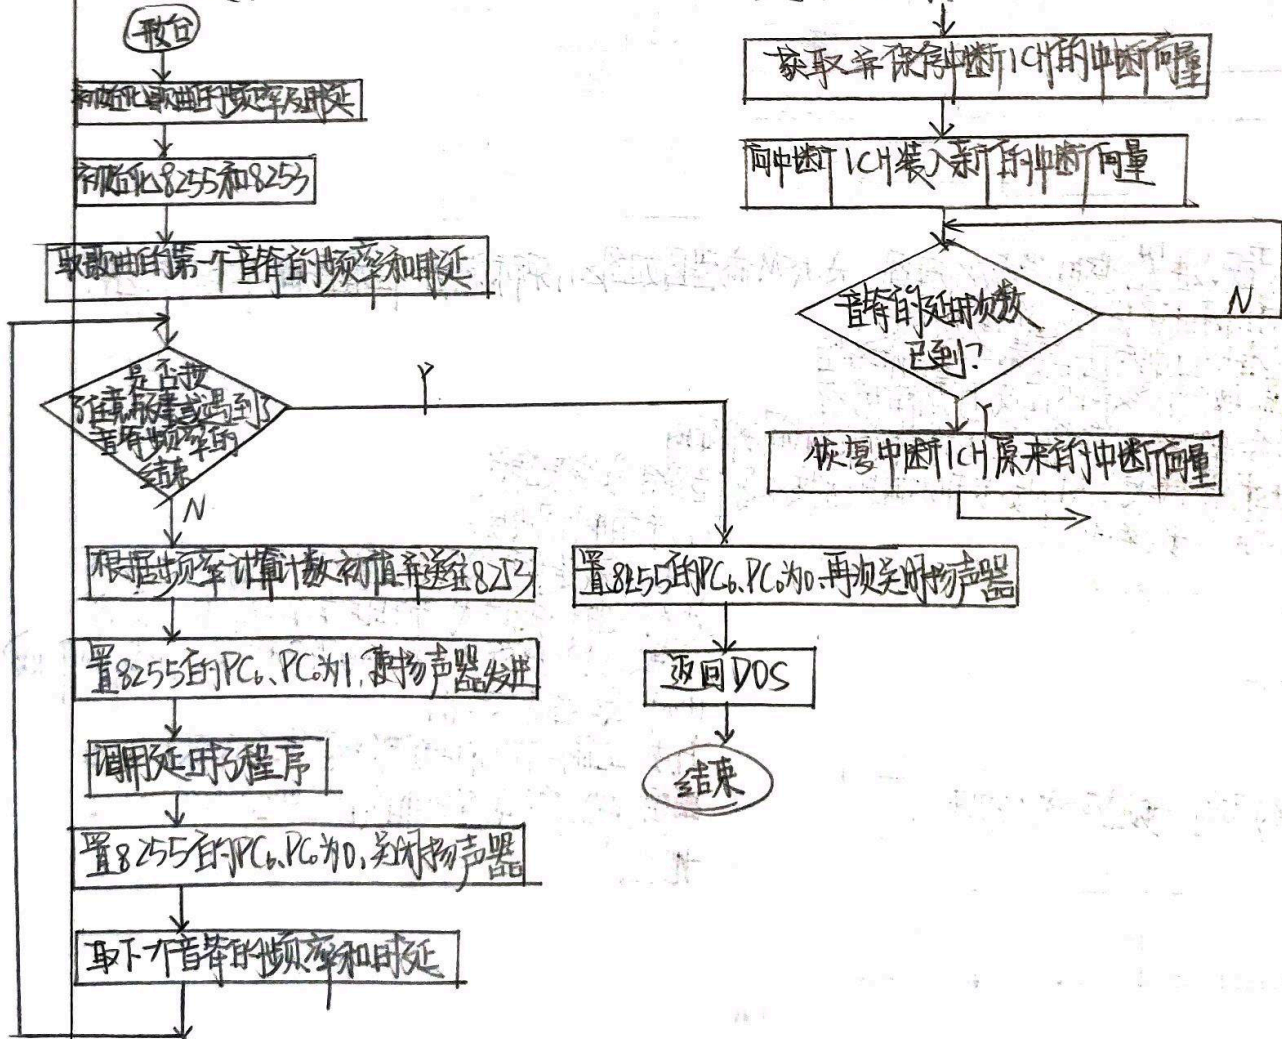 开台
初始化歌曲的频率及时延
初始化8255和8253
取歌曲的第一个音符的频率和时延
是否按
了任意键或遇到了
音符频率的
结束
Y
N
根据频率计算计数初值并送往8253
置8255的PC₆、PC₀为1,使扬声器发声
调用延时子程序
置8255的PC₆、PC₀为0,关闭扬声器
取下一个音符的频率和时延
置8255的PC₆、PC₀为0,再次关闭扬声器
返回DOS
结束
获取并保存中断1CH的中断向量
向中断1CH装入新的中断向量
音符的延时次数
已到?
N
Y
恢复中断1CH原来的中断向量